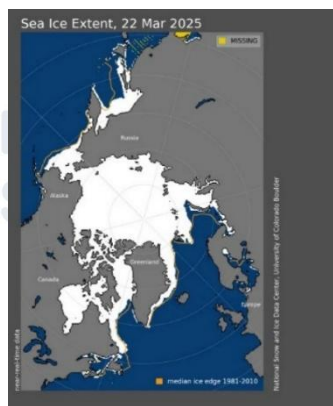 Sea Ice Extent, 22 Mar 2025
MISSING
Russia
Alaska
Greenland
Canada
Europe
near-real-time data
median ice edge 1981-2010
National Snow and Ice Data Center, University of Colorado Boulder